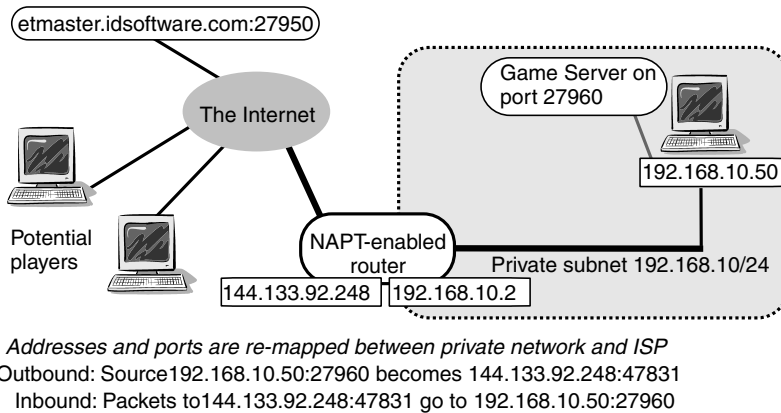 etmaster.idsoftware.com:27950
The Internet
Game Server on
port 27960
192.168.10.50
Potential
players
NAPT-enabled
router
Private subnet 192.168.10/24
144.133.92.248
192.168.10.2
Addresses and ports are re-mapped between private network and ISP
Outbound: Source192.168.10.50:27960 becomes 144.133.92.248:47831
Inbound: Packets to144.133.92.248:47831 go to 192.168.10.50:27960